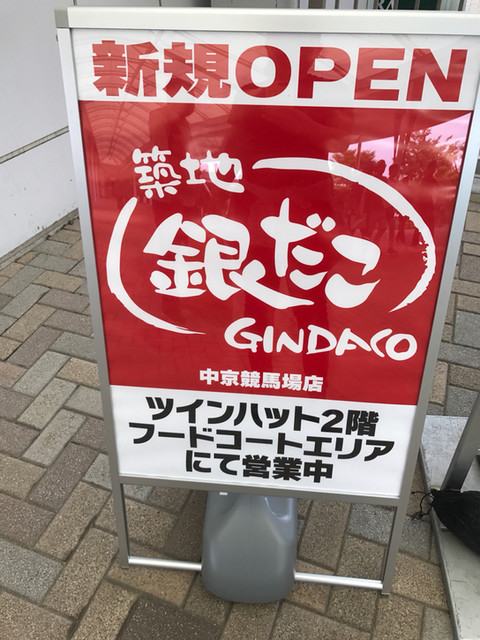 新規OPEN
築地
銀だこ
GINDACO
中京競馬場店
ツインハット2階
フードコートエリア
にて営業中